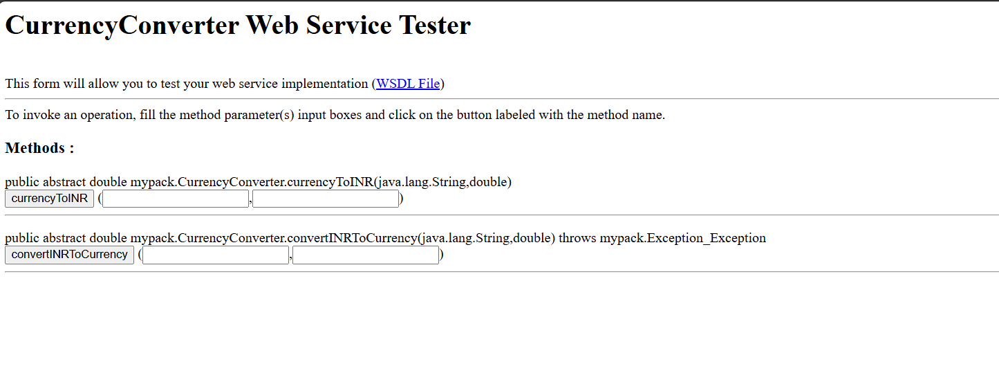 CurrencyConverter Web Service Tester
This form will allow you to test your web service implementation (WSDL File)
To invoke an operation, fill the method parameter(s) input boxes and click on the button labeled with the method name.
Methods :
public abstract double mypack.CurrencyConverter.currencyToINR(java.lang.String,double)
currencyToINR ( , )
public abstract double mypack.CurrencyConverter.convertINRToCurrency(java.lang.String,double) throws mypack.Exception_Exception
convertINRToCurrency ( , )